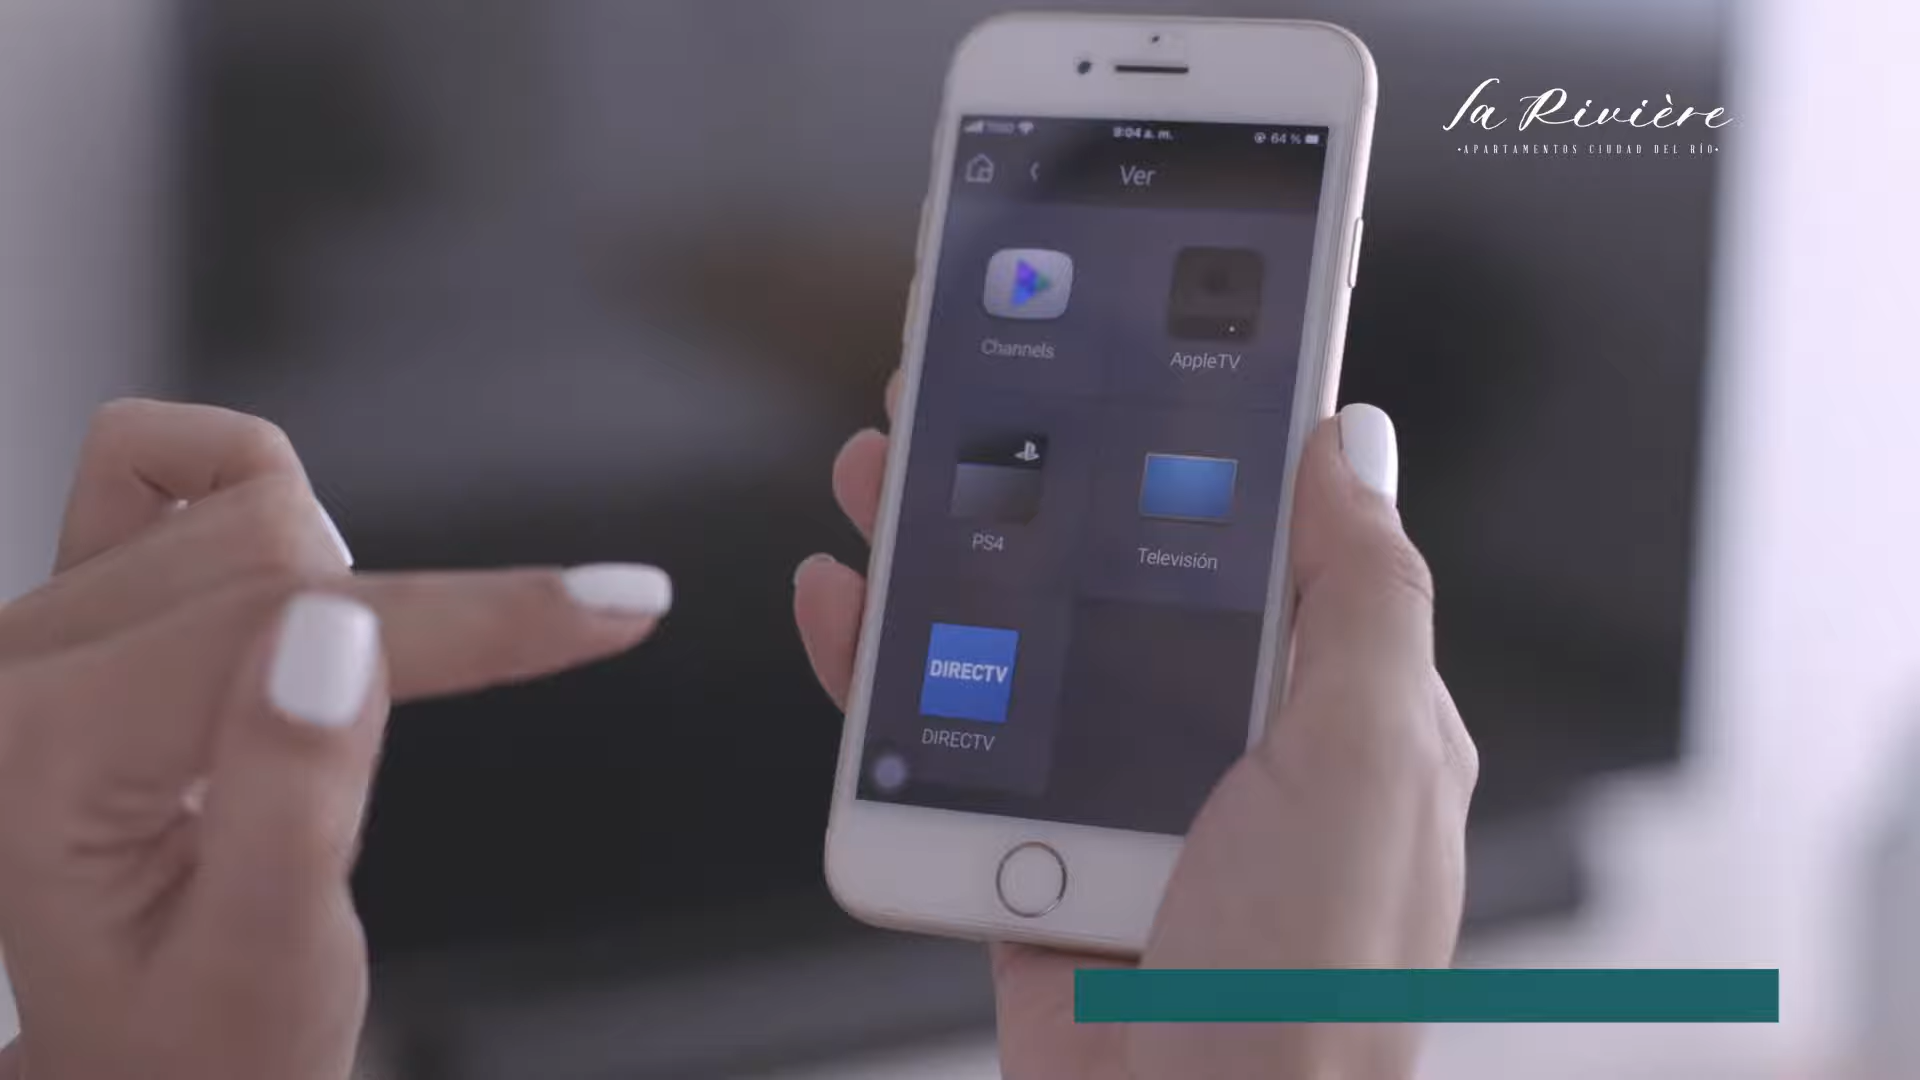 La Rivière
•APARTAMENTOS CIUDAD DEL RÍO•
9:04 a. m.
64 %
Ver
Channels
AppleTV
PS4
Televisión
DIRECTV
DIRECTV